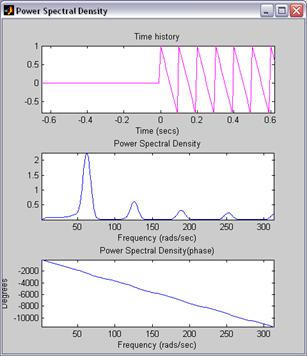 Power Spectral Density
Time history
1
0.5
0
-0.5
-0.6 -0.4 -0.2 0 0.2 0.4 0.6
Time (secs)
Power Spectral Density
2
1.5
1
0.5
50 100 150 200 250 300
Frequency (rads/sec)
Power Spectral Density(phase)
-2000
-4000
-6000
-8000
-10000
Degrees
50 100 150 200 250 300
Frequency (rads/sec)